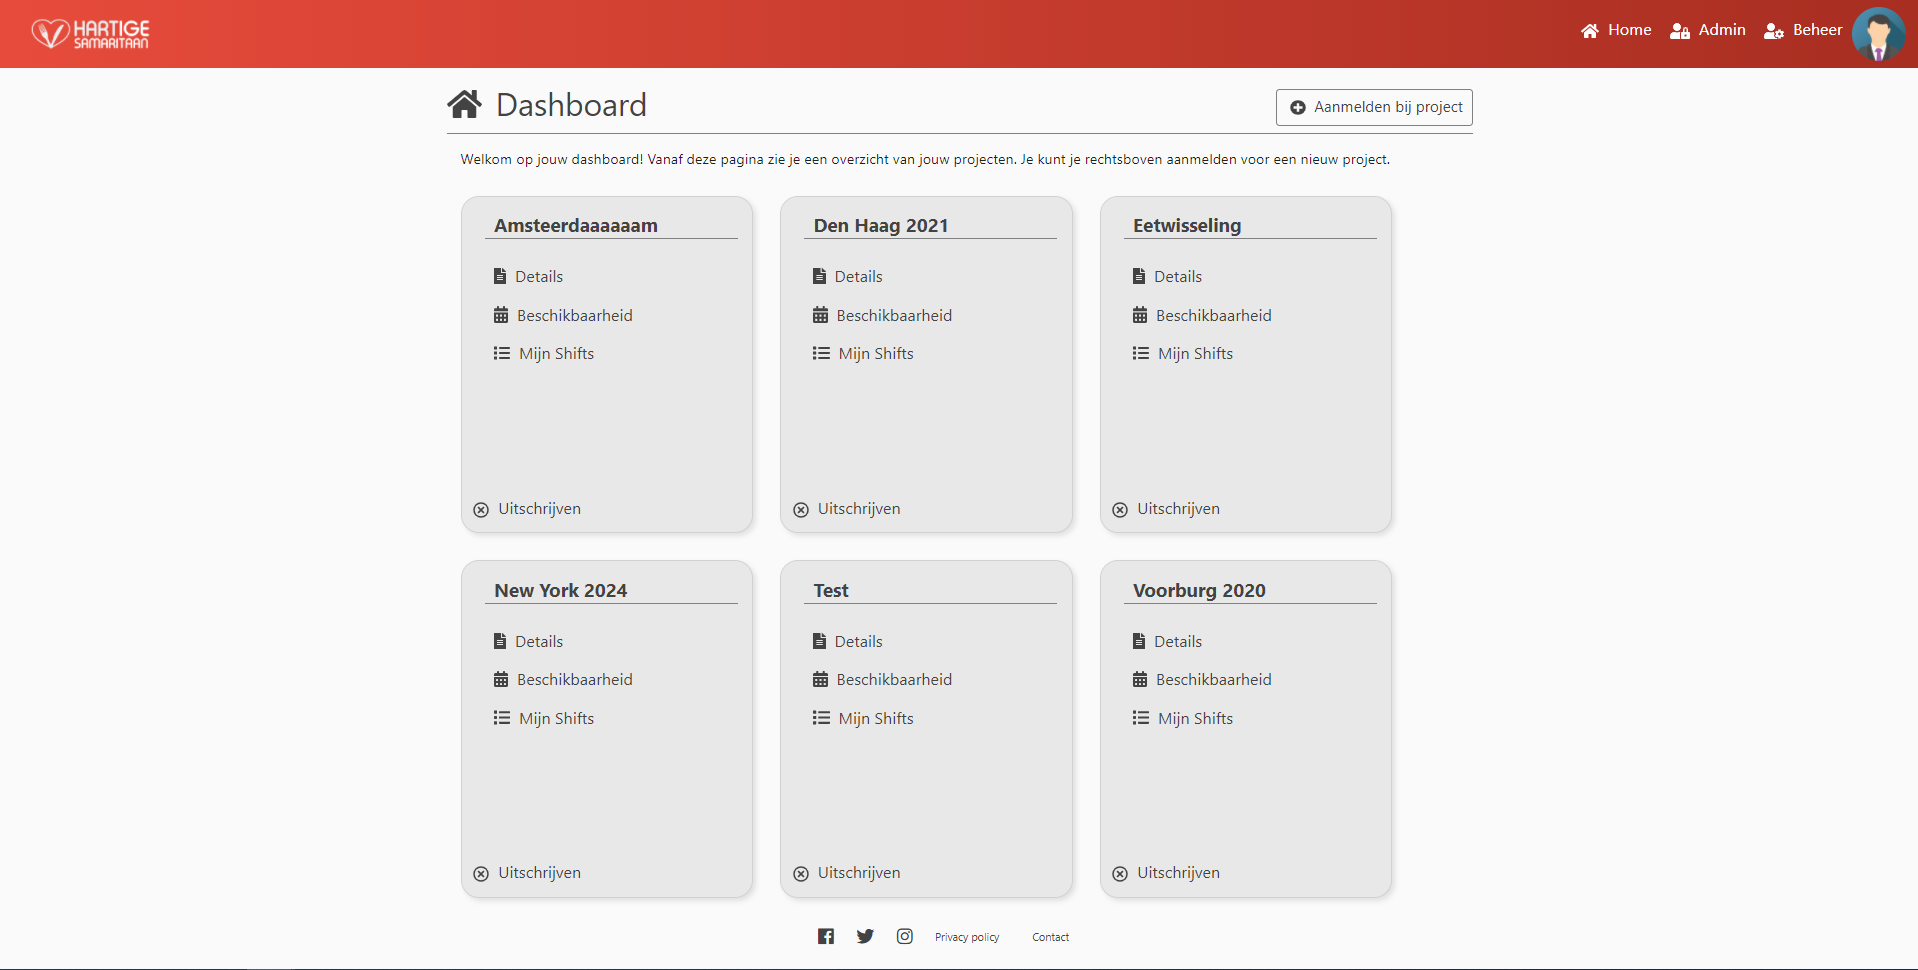 HARTIGE
SAMARITAAN
Home Admin Beheer
Dashboard
Aanmelden bij project
Welkom op jouw dashboard! Vanaf deze pagina zie je een overzicht van jouw projecten. Je kunt je rechtsboven aanmelden voor een nieuw project.
Amsteerdaaaaaam
Details
Beschikbaarheid
Mijn Shifts
Uitschrijven
Den Haag 2021
Details
Beschikbaarheid
Mijn Shifts
Uitschrijven
Eetwisseling
Details
Beschikbaarheid
Mijn Shifts
Uitschrijven
New York 2024
Details
Beschikbaarheid
Mijn Shifts
Uitschrijven
Test
Details
Beschikbaarheid
Mijn Shifts
Uitschrijven
Voorburg 2020
Details
Beschikbaarheid
Mijn Shifts
Uitschrijven
Privacy policy Contact